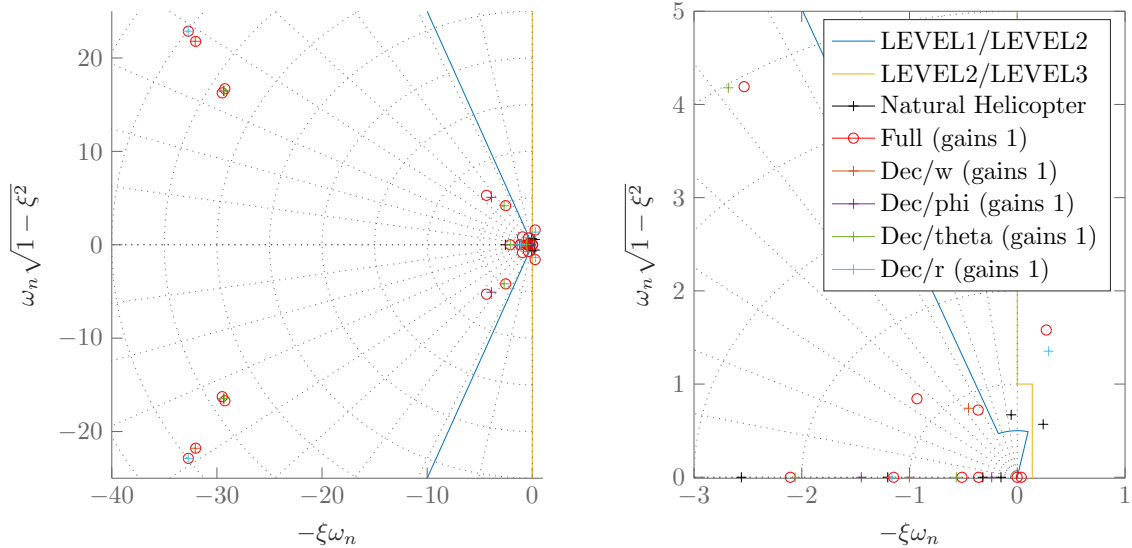 20
10
0
−10
−20
−40
−30
−20
−10
0
−ξωₙ
ωₙ√1 − ξ²
5
4
3
2
1
0
−3
−2
−1
0
1
−ξωₙ
ωₙ√1 − ξ²
LEVEL1/LEVEL2
LEVEL2/LEVEL3
Natural Helicopter
Full (gains 1)
Dec/w (gains 1)
Dec/phi (gains 1)
Dec/theta (gains 1)
Dec/r (gains 1)